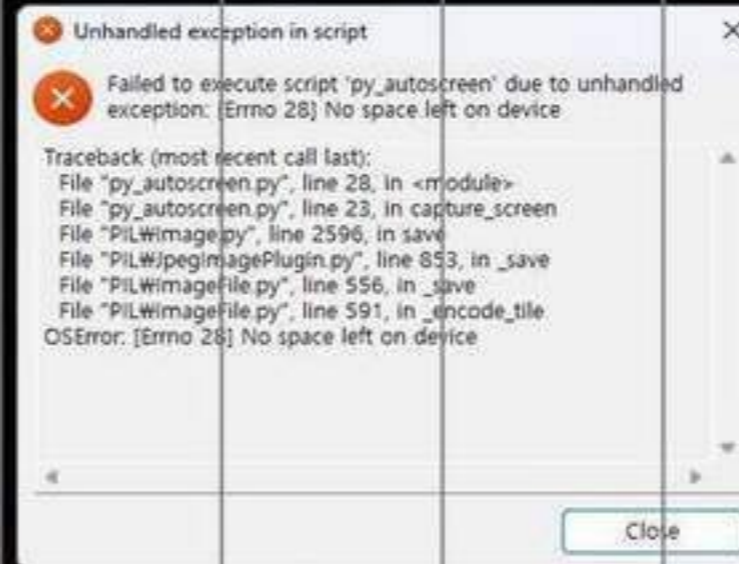 Unhandled exception in script
Failed to execute script 'py_autoscreen' due to unhandled
exception: [Errno 28] No space left on device
Traceback (most recent call last):
File "py_autoscreen.py", line 28, in <module>
File "py_autoscreen.py", line 23, in capture_screen
File "PIL₩Image.py", line 2596, in save
File "PIL₩JpegImagePlugin.py", line 853, in _save
File "PIL₩ImageFile.py", line 556, in _save
File "PIL₩ImageFile.py", line 591, in _encode_tile
OSError: [Errno 28] No space left on device
Close